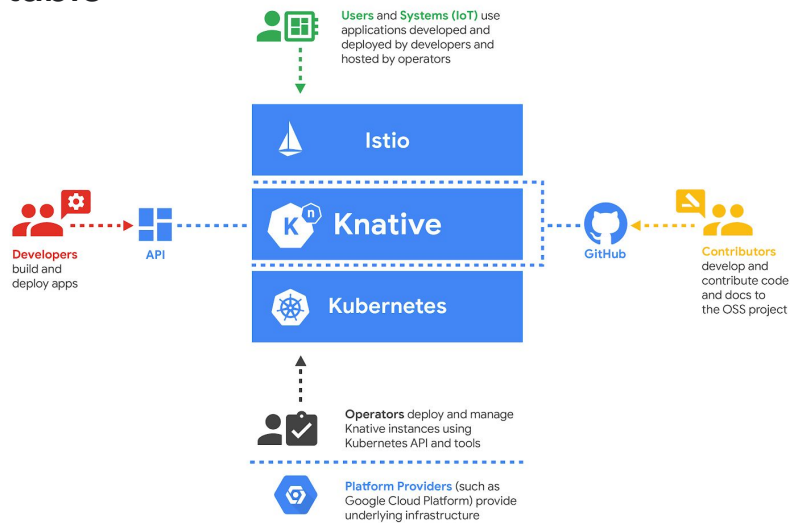 Users and Systems (IoT) use
applications developed and
deployed by developers and
hosted by operators
Istio
K
n
Knative
Developers
build and
deploy apps
API
GitHub
Contributors
develop and
contribute code
and docs to
the OSS project
Kubernetes
Operators deploy and manage
Knative instances using
Kubernetes API and tools
Platform Providers (such as
Google Cloud Platform) provide
underlying infrastructure